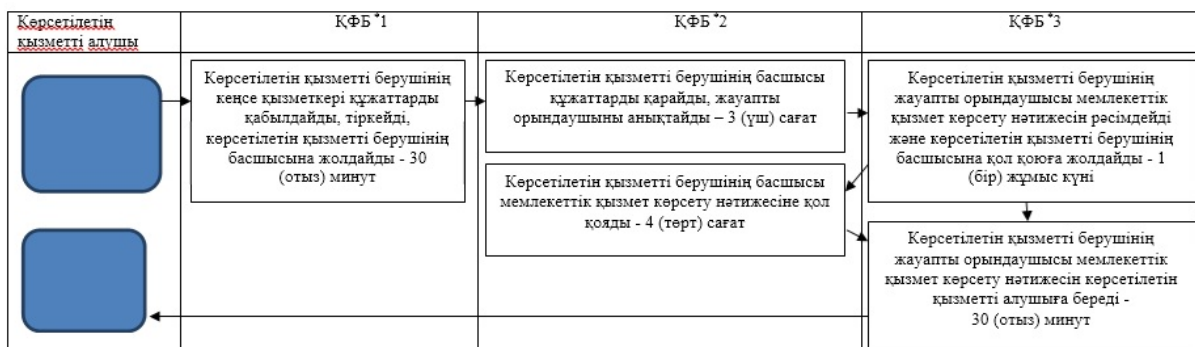 Көрсетілетін
қызметті алушы
ҚФБ *1
ҚФБ *2
ҚФБ *3
Көрсетілетін қызметті берушінің
кеңсе қызметкері құжаттарды
қабылдайды, тіркейді,
көрсетілетін қызметті берушінің
басшысына жолдайды - 30
(отыз) минут
Көрсетілетін қызметті берушінің басшысы
құжаттарды қарайды, жауапты
орындаушыны анықтайды – 3 (үш) сағат
Көрсетілетін қызметті берушінің
жауапты орындаушысы мемлекеттік
қызмет көрсету нәтижесін рәсімдейді
және көрсетілетін қызметті берушінің
басшысына қол қоюға жолдайды - 1
(бір) жұмыс күні
Көрсетілетін қызметті берушінің басшысы
мемлекеттік қызмет көрсету нәтижесіне қол
қояды - 4 (төрт) сағат
Көрсетілетін қызметті берушінің
жауапты орындаушысы мемлекеттік
қызмет көрсету нәтижесін көрсетілетін
қызметті алушыға береді -
30 (отыз) минут